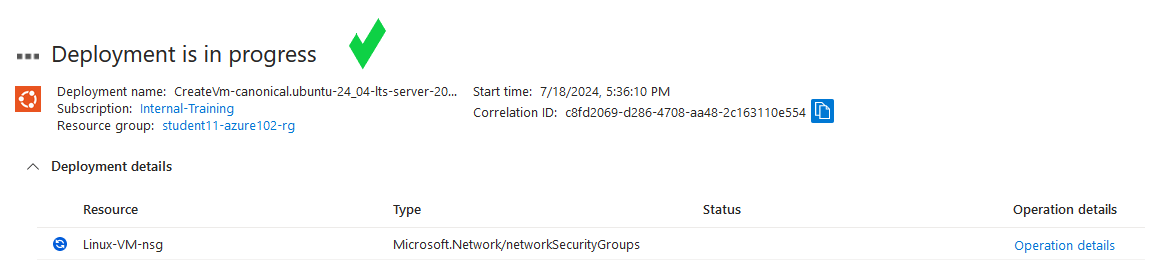 Deployment is in progress
Deployment name: CreateVm-canonical.ubuntu-24_04-lts-server-20...
Subscription: Internal-Training
Resource group: student11-azure102-rg
Start time: 7/18/2024, 5:36:10 PM
Correlation ID: c8fd2069-d286-4708-aa48-2c163110e554
Deployment details
Resource Type Status Operation details
Linux-VM-nsg Microsoft.Network/networkSecurityGroups Operation details